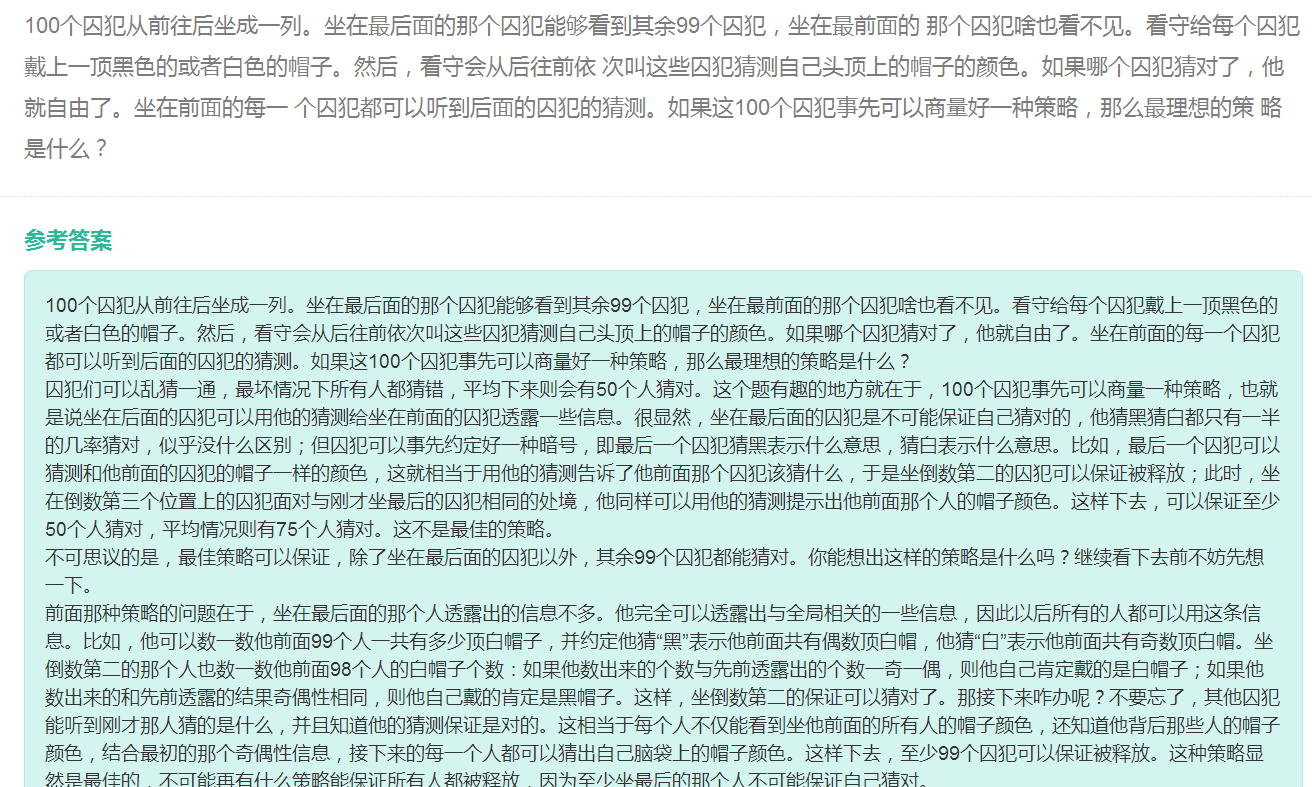 100个囚犯从前往后坐成一列。坐在最后面的那个囚犯能够看到其余99个囚犯，坐在最前面的 那个囚犯啥也看不见。看守给每个囚犯
戴上一顶黑色的或者白色的帽子。然后，看守会从后往前依 次叫这些囚犯猜测自己头顶上的帽子的颜色。如果哪个囚犯猜对了，他
就自由了。坐在前面的每一 个囚犯都可以听到后面的囚犯的猜测。如果这100个囚犯事先可以商量好一种策略，那么最理想的策 略
是什么？
参考答案
100个囚犯从前往后坐成一列。坐在最后面的那个囚犯能够看到其余99个囚犯，坐在最前面的那个囚犯啥也看不见。看守给每个囚犯戴上一顶黑色的
或者白色的帽子。然后，看守会从后往前依次叫这些囚犯猜测自己头顶上的帽子的颜色。如果哪个囚犯猜对了，他就自由了。坐在前面的每一个囚犯
都可以听到后面的囚犯的猜测。如果这100个囚犯事先可以商量好一种策略，那么最理想的策略是什么？
囚犯们可以乱猜一通，最坏情况下所有人都猜错，平均下来则会有50个人猜对。这个题有趣的地方就在于，100个囚犯事先可以商量一种策略，也就
是说坐在后面的囚犯可以用他的猜测给坐在前面的囚犯透露一些信息。很显然，坐在最后面的囚犯是不可能保证自己猜对的，他猜黑猜白都只有一半
的几率猜对，似乎没什么区别；但囚犯可以事先约定好一种暗号，即最后一个囚犯猜黑表示什么意思，猜白表示什么意思。比如，最后一个囚犯可以
猜测和他前面的囚犯的帽子一样的颜色，这就相当于用他的猜测告诉了他前面那个囚犯该猜什么，于是坐倒数第二的囚犯可以保证被释放；此时，坐
在倒数第三个位置上的囚犯面对与刚才坐最后的囚犯相同的处境，他同样可以用他的猜测提示出他前面那个人的帽子颜色。这样下去，可以保证至少
50个人猜对，平均情况则有75个人猜对。这不是最佳的策略。
不可思议的是，最佳策略可以保证，除了坐在最后面的囚犯以外，其余99个囚犯都能猜对。你能想出这样的策略是什么吗？继续看下去前不妨先想
一下。
前面那种策略的问题在于，坐在最后面的那个人透露出的信息不多。他完全可以透露出与全局相关的一些信息，因此以后所有的人都可以用这条信
息。比如，他可以数一数他前面99个人一共有多少顶白帽子，并约定他猜“黑”表示他前面共有偶数顶白帽，他猜“白”表示他前面共有奇数顶白帽。坐
倒数第二的那个人也数一数他前面98个人的白帽子个数：如果他数出来的个数与先前透露出的个数一奇一偶，则他自己肯定戴的是白帽子；如果他
数出来的和先前透露的结果奇偶性相同，则他自己戴的肯定是黑帽子。这样，坐倒数第二的保证可以猜对了。那接下来咋办呢？不要忘了，其他囚犯
能听到刚才那人猜的是什么，并且知道他的猜测保证是对的。这相当于每个人不仅能看到坐他前面的所有人的帽子颜色，还知道他背后那些人的帽子
颜色，结合最初的那个奇偶性信息，接下来的每一个人都可以猜出自己脑袋上的帽子颜色。这样下去，至少99个囚犯可以保证被释放。这种策略显
然是最佳的，不可能再有什么策略能保证所有人都被释放，因为至少坐最后的那个人不可能保证自己猜对。